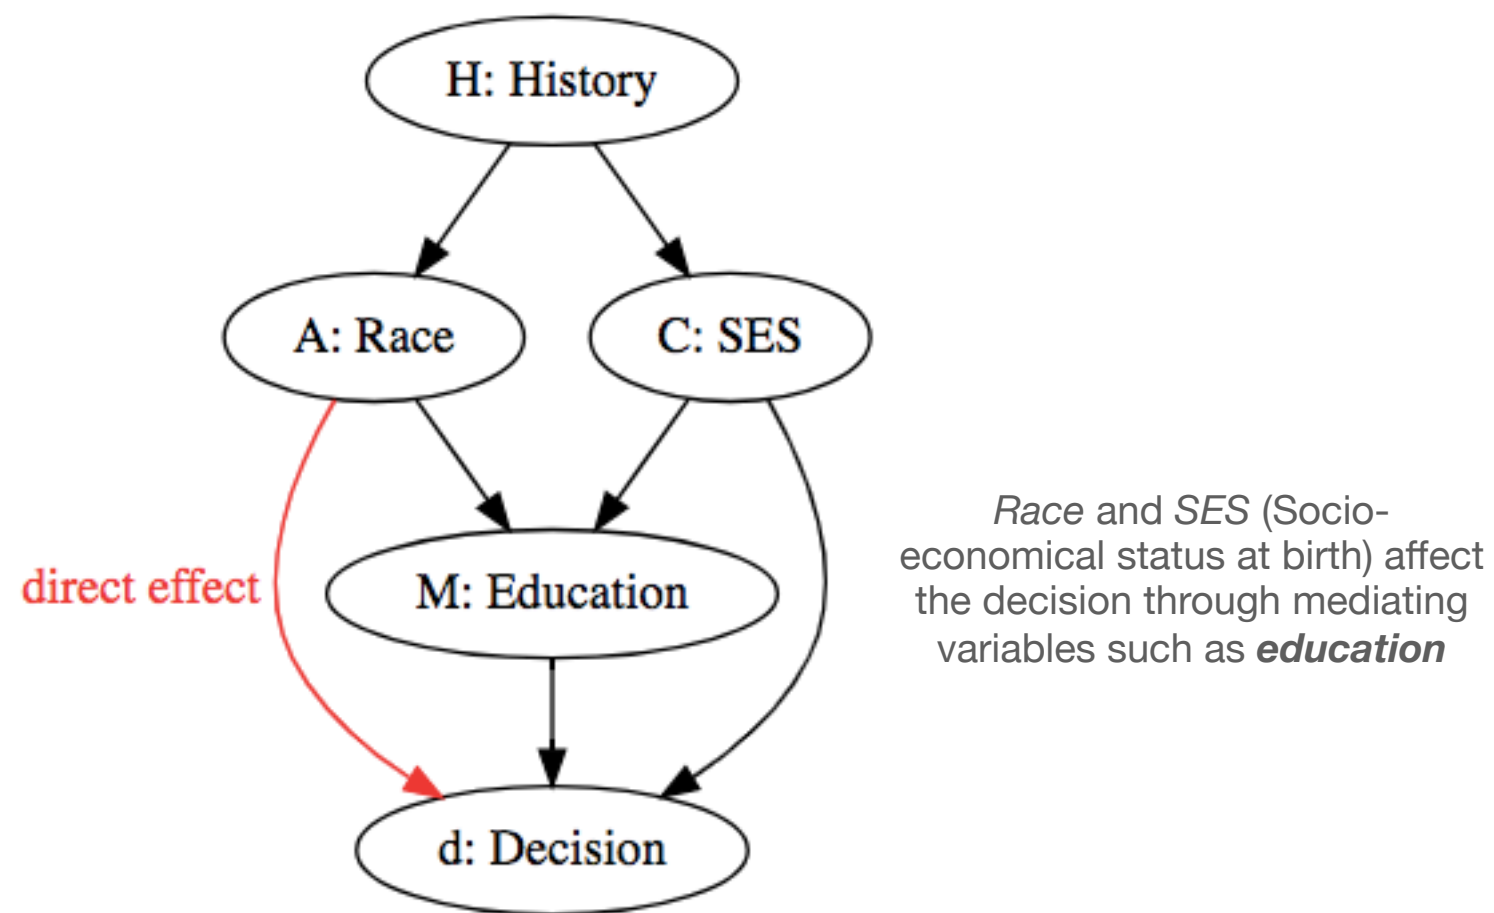 H: History
A: Race
C: SES
direct effect
M: Education
Race and SES (Socio-
economical status at birth) affect
the decision through mediating
variables such as education
d: Decision